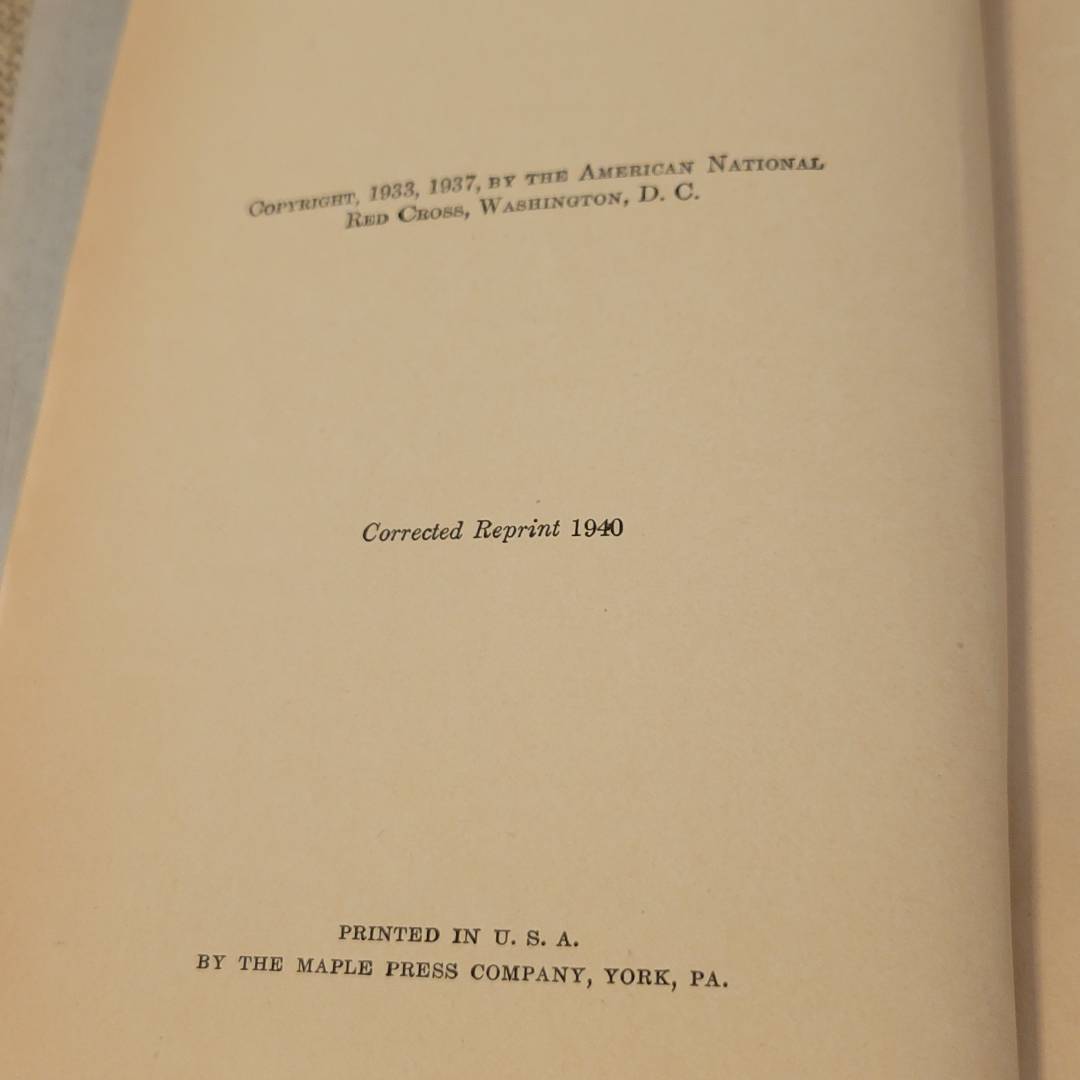 COPYRIGHT, 1933, 1937, BY THE AMERICAN NATIONAL
RED CROSS, WASHINGTON, D. C.
Corrected Reprint 1940
PRINTED IN U. S. A.
BY THE MAPLE PRESS COMPANY, YORK, PA.